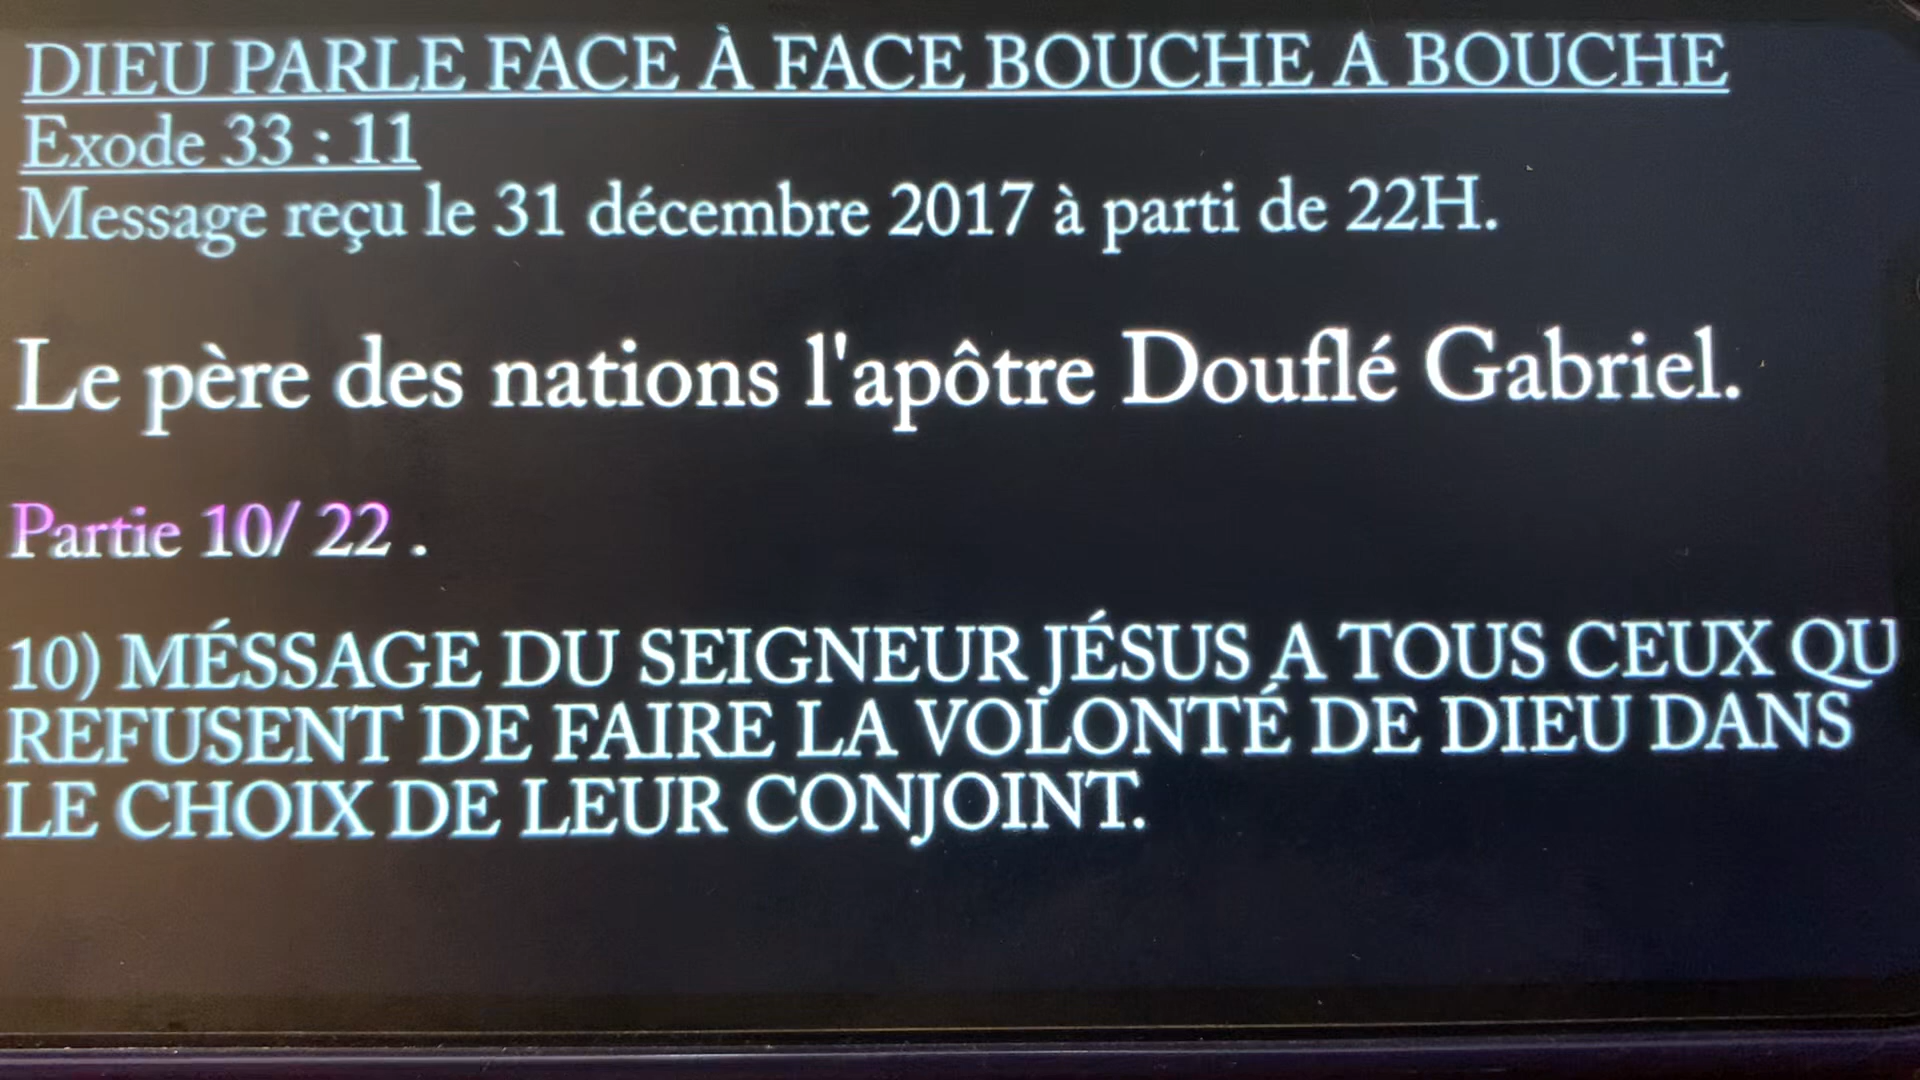 DIEU PARLE FACE À FACE BOUCHE A BOUCHE
Exode 33 : 11
Message reçu le 31 décembre 2017 à parti de 22H.
Le père des nations l'apôtre Douflé Gabriel.
Partie 10/ 22 .
10) MÉSSAGE DU SEIGNEUR JÉSUS A TOUS CEUX QU
REFUSENT DE FAIRE LA VOLONTÉ DE DIEU DANS
LE CHOIX DE LEUR CONJOINT.